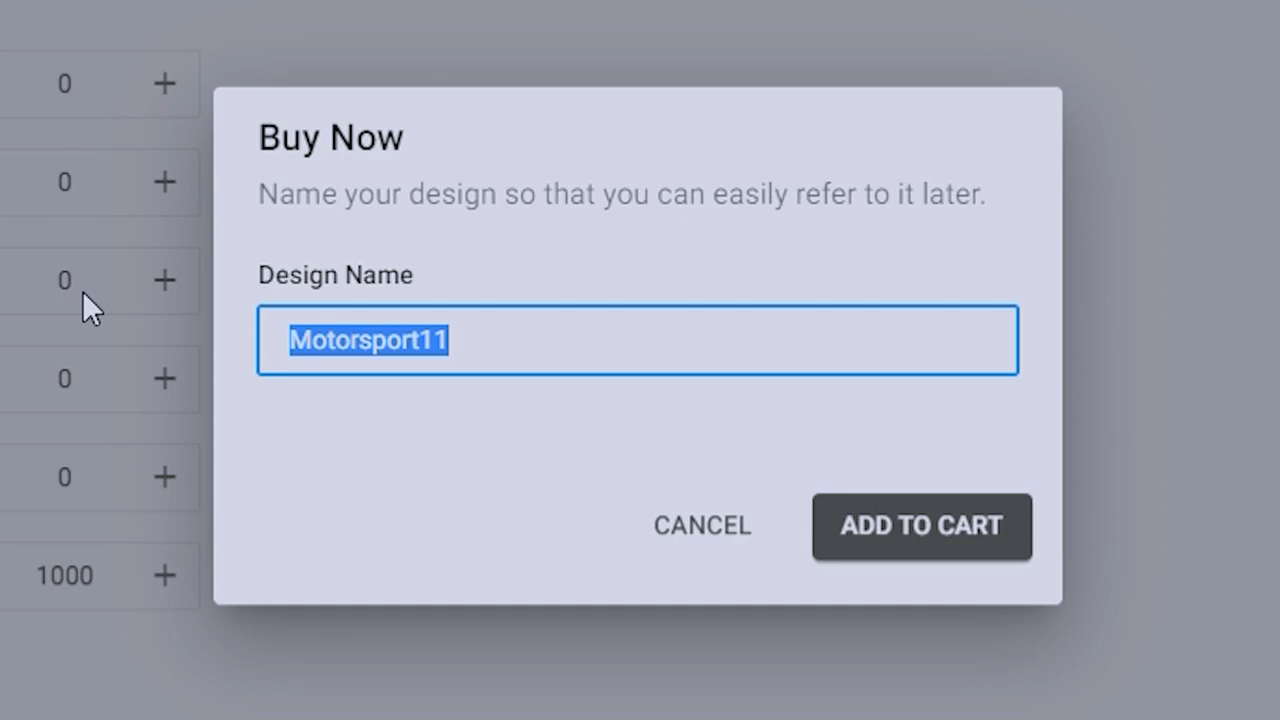 0 +
0 +
0 +
0 +
0 +
1000 +
Buy Now
Name your design so that you can easily refer to it later.
Design Name
Motorsport11
CANCEL
ADD TO CART